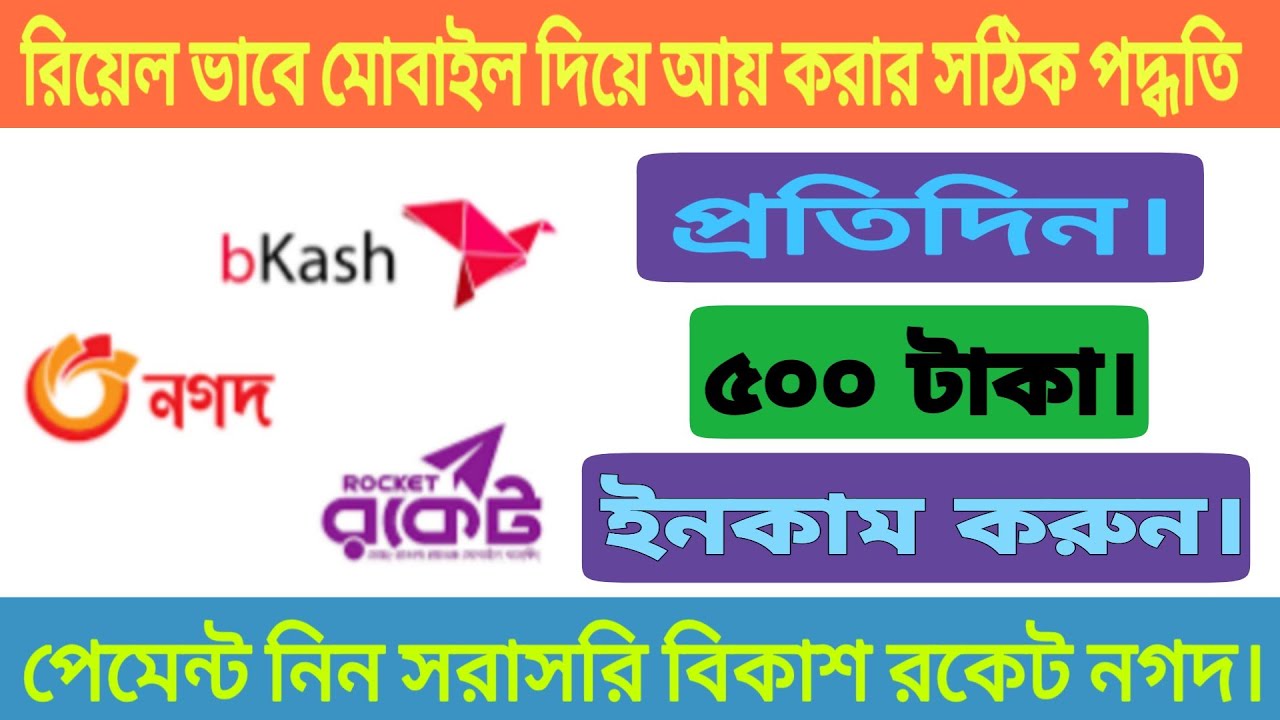 রিয়েল ভাবে মোবাইল দিয়ে আয় করার সঠিক পদ্ধতি
bKash
প্রতিদিন।
নগদ
৫০০ টাকা।
ROCKET
রকেট
ইনকাম করুন।
পেমেন্ট নিন সরাসরি বিকাশ রকেট নগদ।